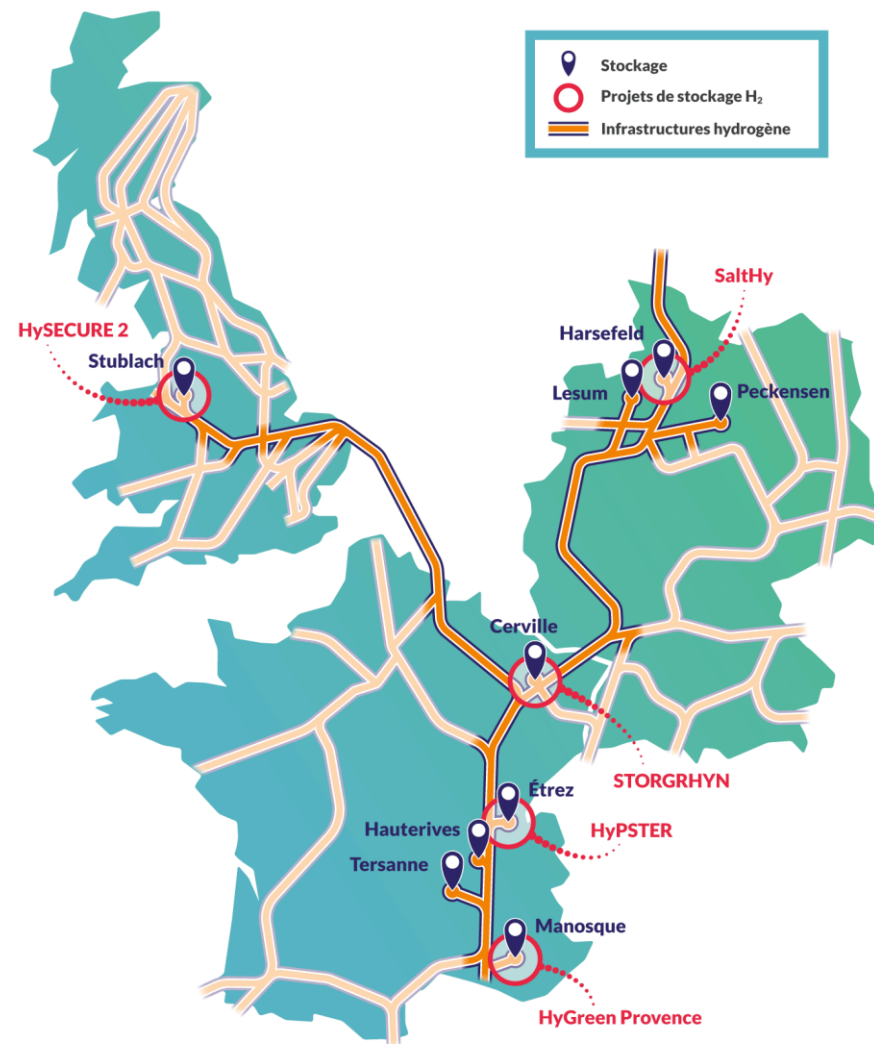 Stockage
Projets de stockage H₂
Infrastructures hydrogène
SaltHy
HySECURE 2
Stublach
Harsefeld
Lesum
Peckensen
Cerville
STORGRHYN
Étrez
HyPSTER
Hauterives
Tersanne
Manosque
HyGreen Provence